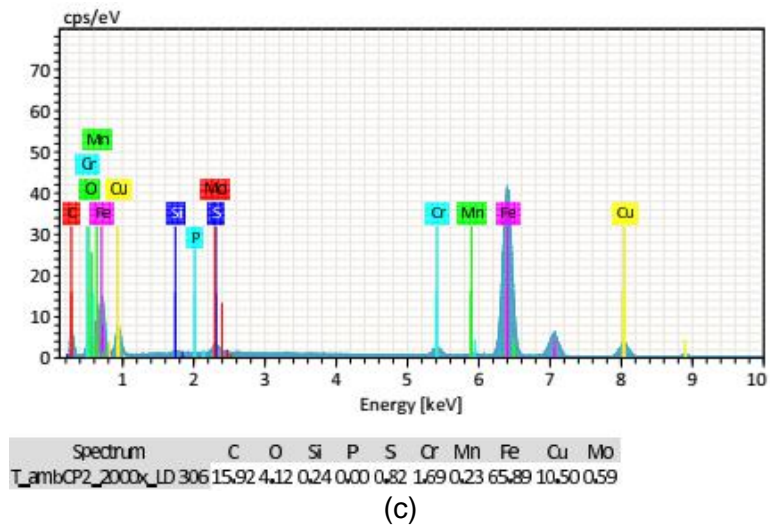 cps/eV
70
60
50
40
30
20
10
0
Mn
Cr
O Cu Mo
C Fe Si S Cr Mn Fe Cu
P
1 2 3 4 5 6 7 8 9 10
Energy [keV]
Spectrum C O Si P S Cr Mn Fe Cu Mo
T_ambCP2_2000x_LD 306 15.92 4.12 0.24 0.00 0.82 1.69 0.23 65.89 10.50 0.59
(c)